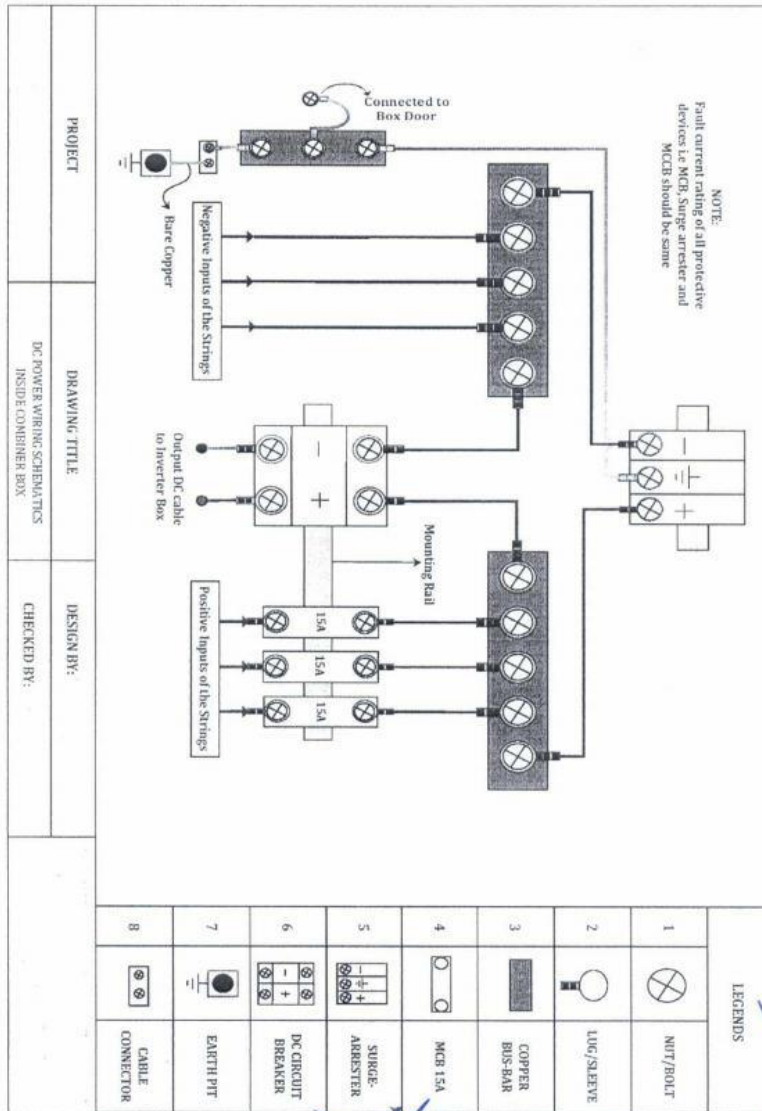 NOTE:
Fault current rating of all protective
devices i.e MCB, Surge arrester and
MCCB should be same
−
+
Connected to
Box Door
Bare Copper
Negative Inputs of the Strings
−
+
Output DC cable
to Inverter Box
Mounting Rail
15A
15A
15A
Positive Inputs of the Strings
LEGENDS
1
NUT/BOLT
2
LUG/SLEEVE
3
COPPER
BUS-BAR
4
MCB 15A
5
− +
SURGE-
ARRESTER
6
− +
DC CIRCUIT
BREAKER
7
EARTH PIT
8
CABLE
CONNECTOR
PROJECT
DRAWING TITLE
DC POWER WIRING SCHEMATICS
INSIDE COMBINER BOX
DESIGN BY:
CHECKED BY: